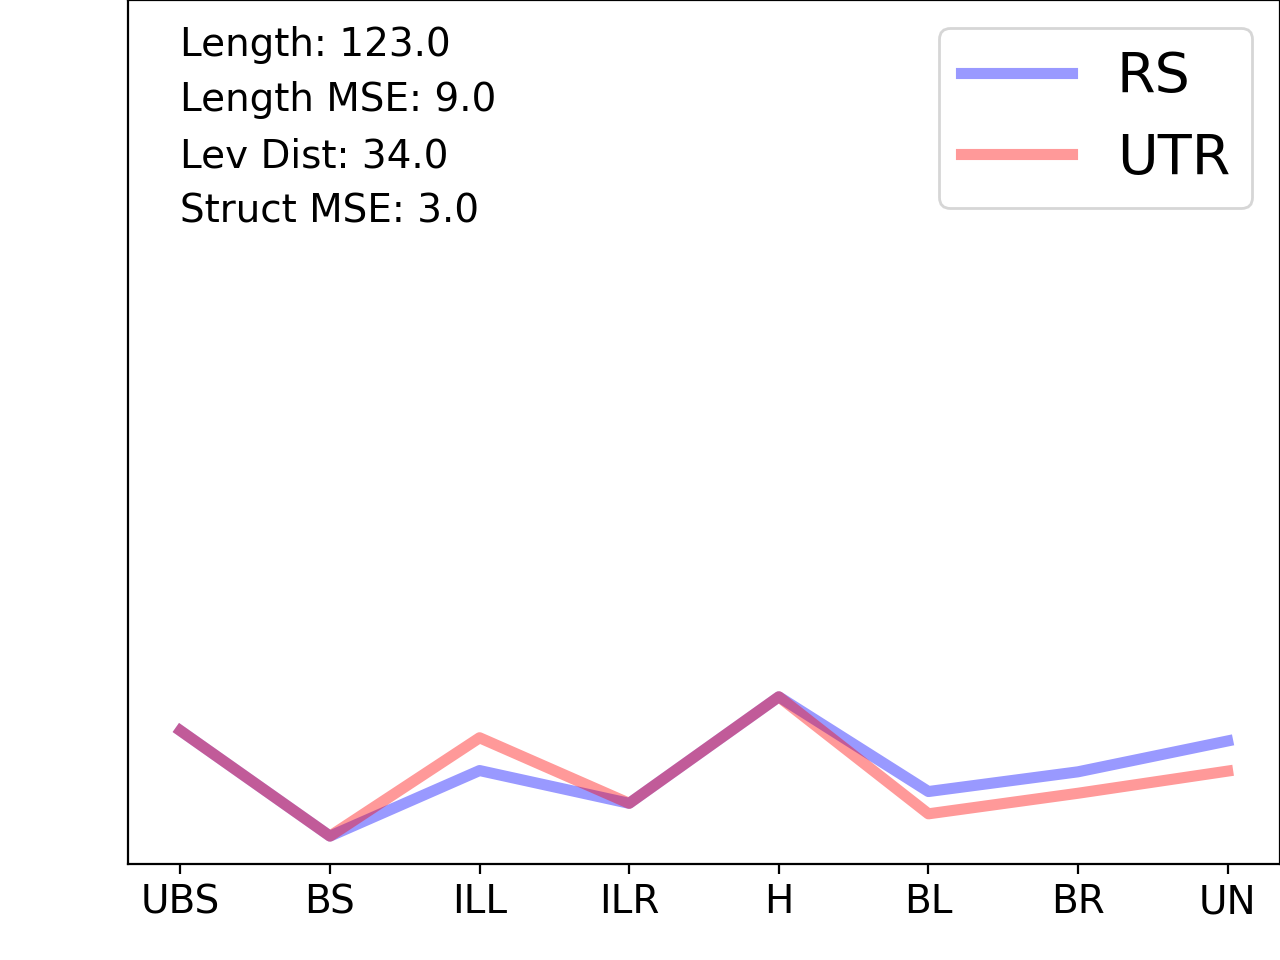 Length: 123.0
Length MSE: 9.0
Lev Dist: 34.0
Struct MSE: 3.0
RS
UTR
UBS BS ILL ILR H BL BR UN